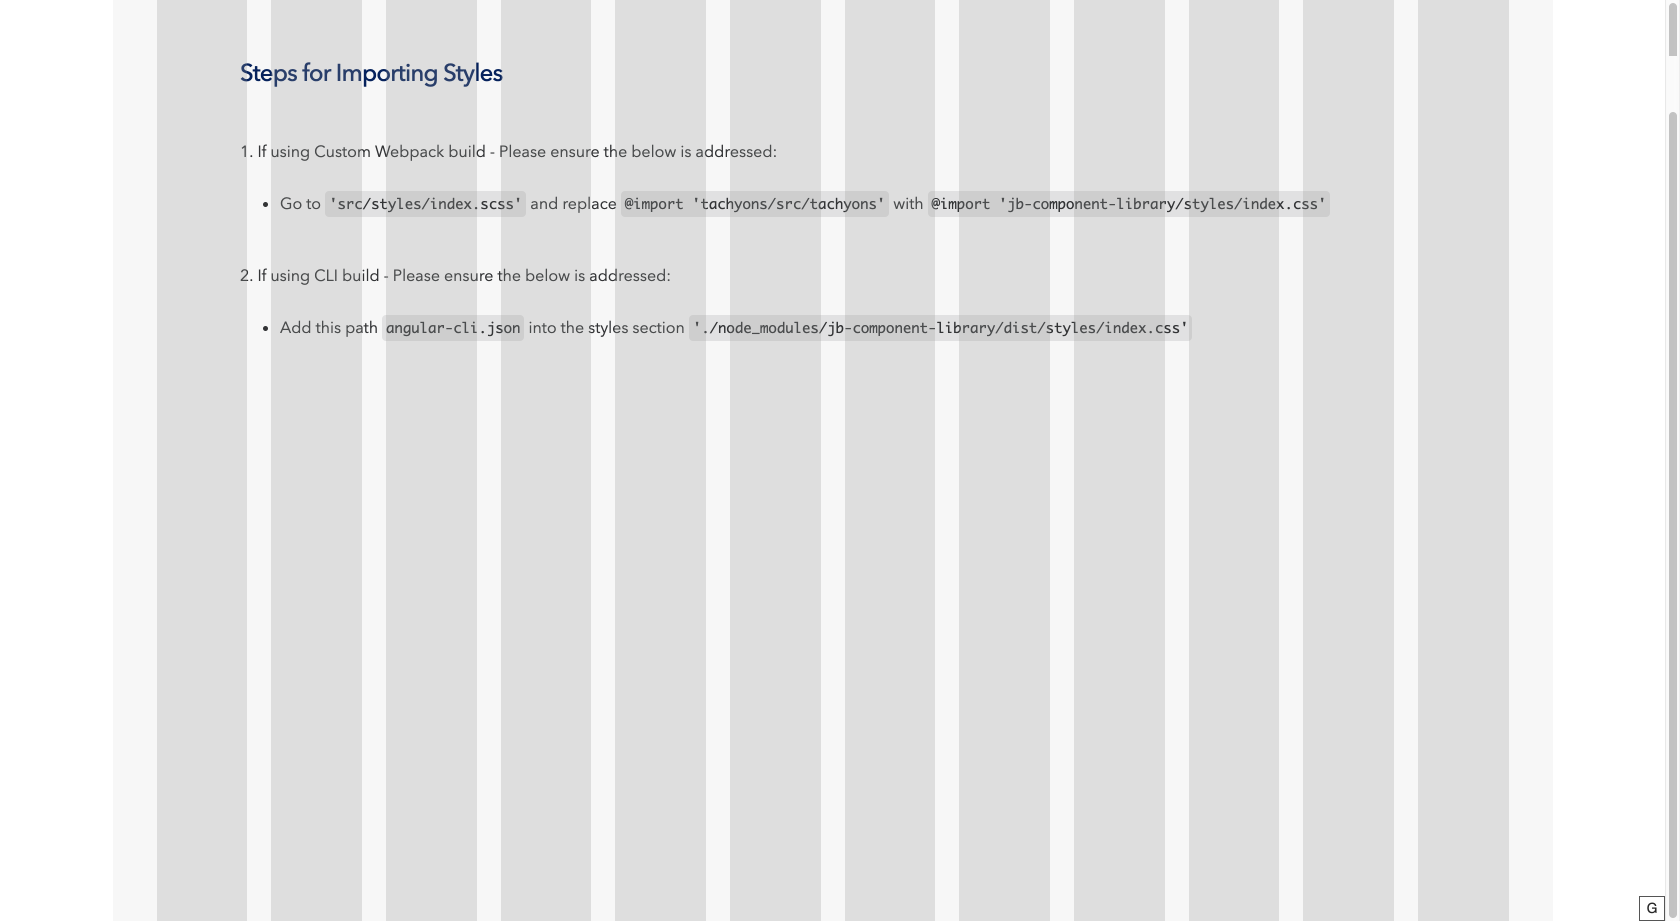 Steps for Importing Styles
1. If using Custom Webpack build - Please ensure the below is addressed:
• Go to 'src/styles/index.scss' and replace @import 'tachyons/src/tachyons' with @import 'jb-component-library/styles/index.css'
2. If using CLI build - Please ensure the below is addressed:
• Add this path angular-cli.json into the styles section './node_modules/jb-component-library/dist/styles/index.css'
G